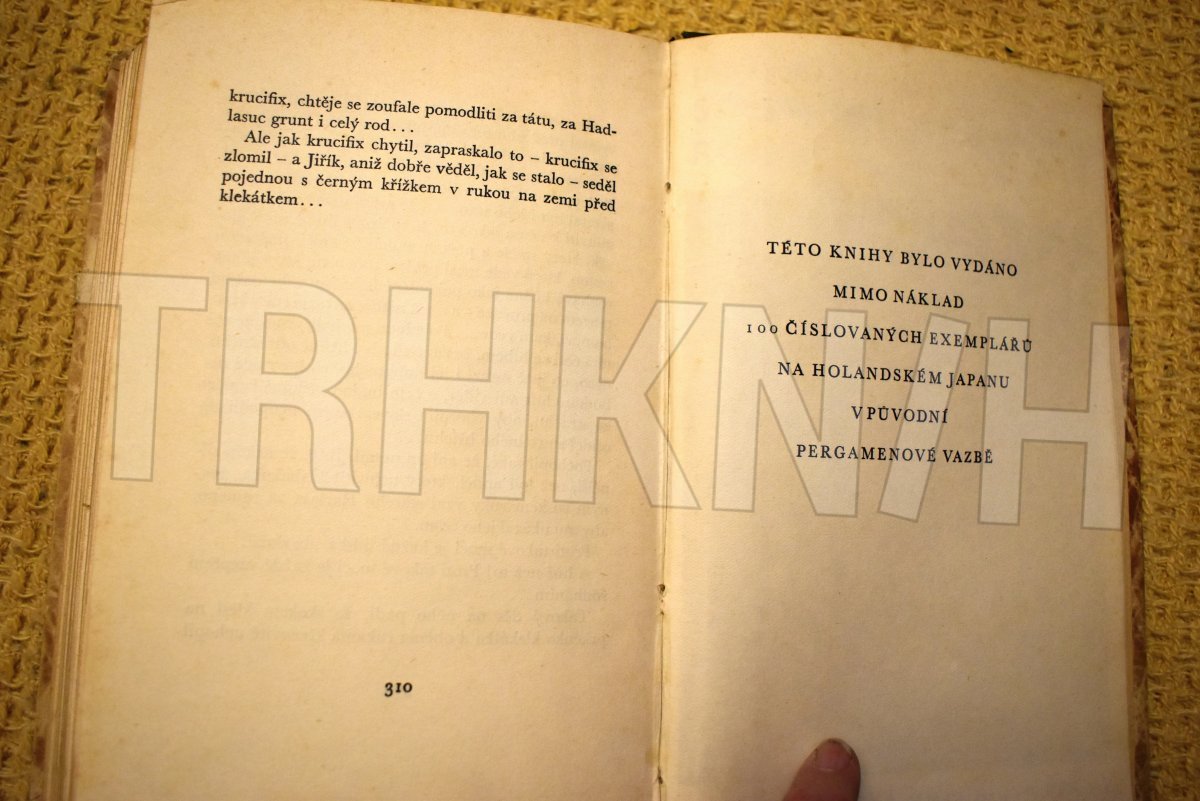 krucifix, chtěje se zoufale pomodliti za tátu, za Had-
lasuc grunt i celý rod...
Ale jak krucifix chytil, zapraskalo to – krucifix se
zlomil – a Jiřík, aniž dobře věděl, jak se stalo – seděl
pojednou s černým křížkem v rukou na zemi před
klekátkem...
310
TÉTO KNIHY BYLO VYDÁNO
MIMO NÁKLAD
100 ČÍSLOVANÝCH EXEMPLÁŘŮ
NA HOLANDSKÉM JAPANU
V PŮVODNÍ
PERGAMENOVÉ VAZBĚ
TRHKNIH